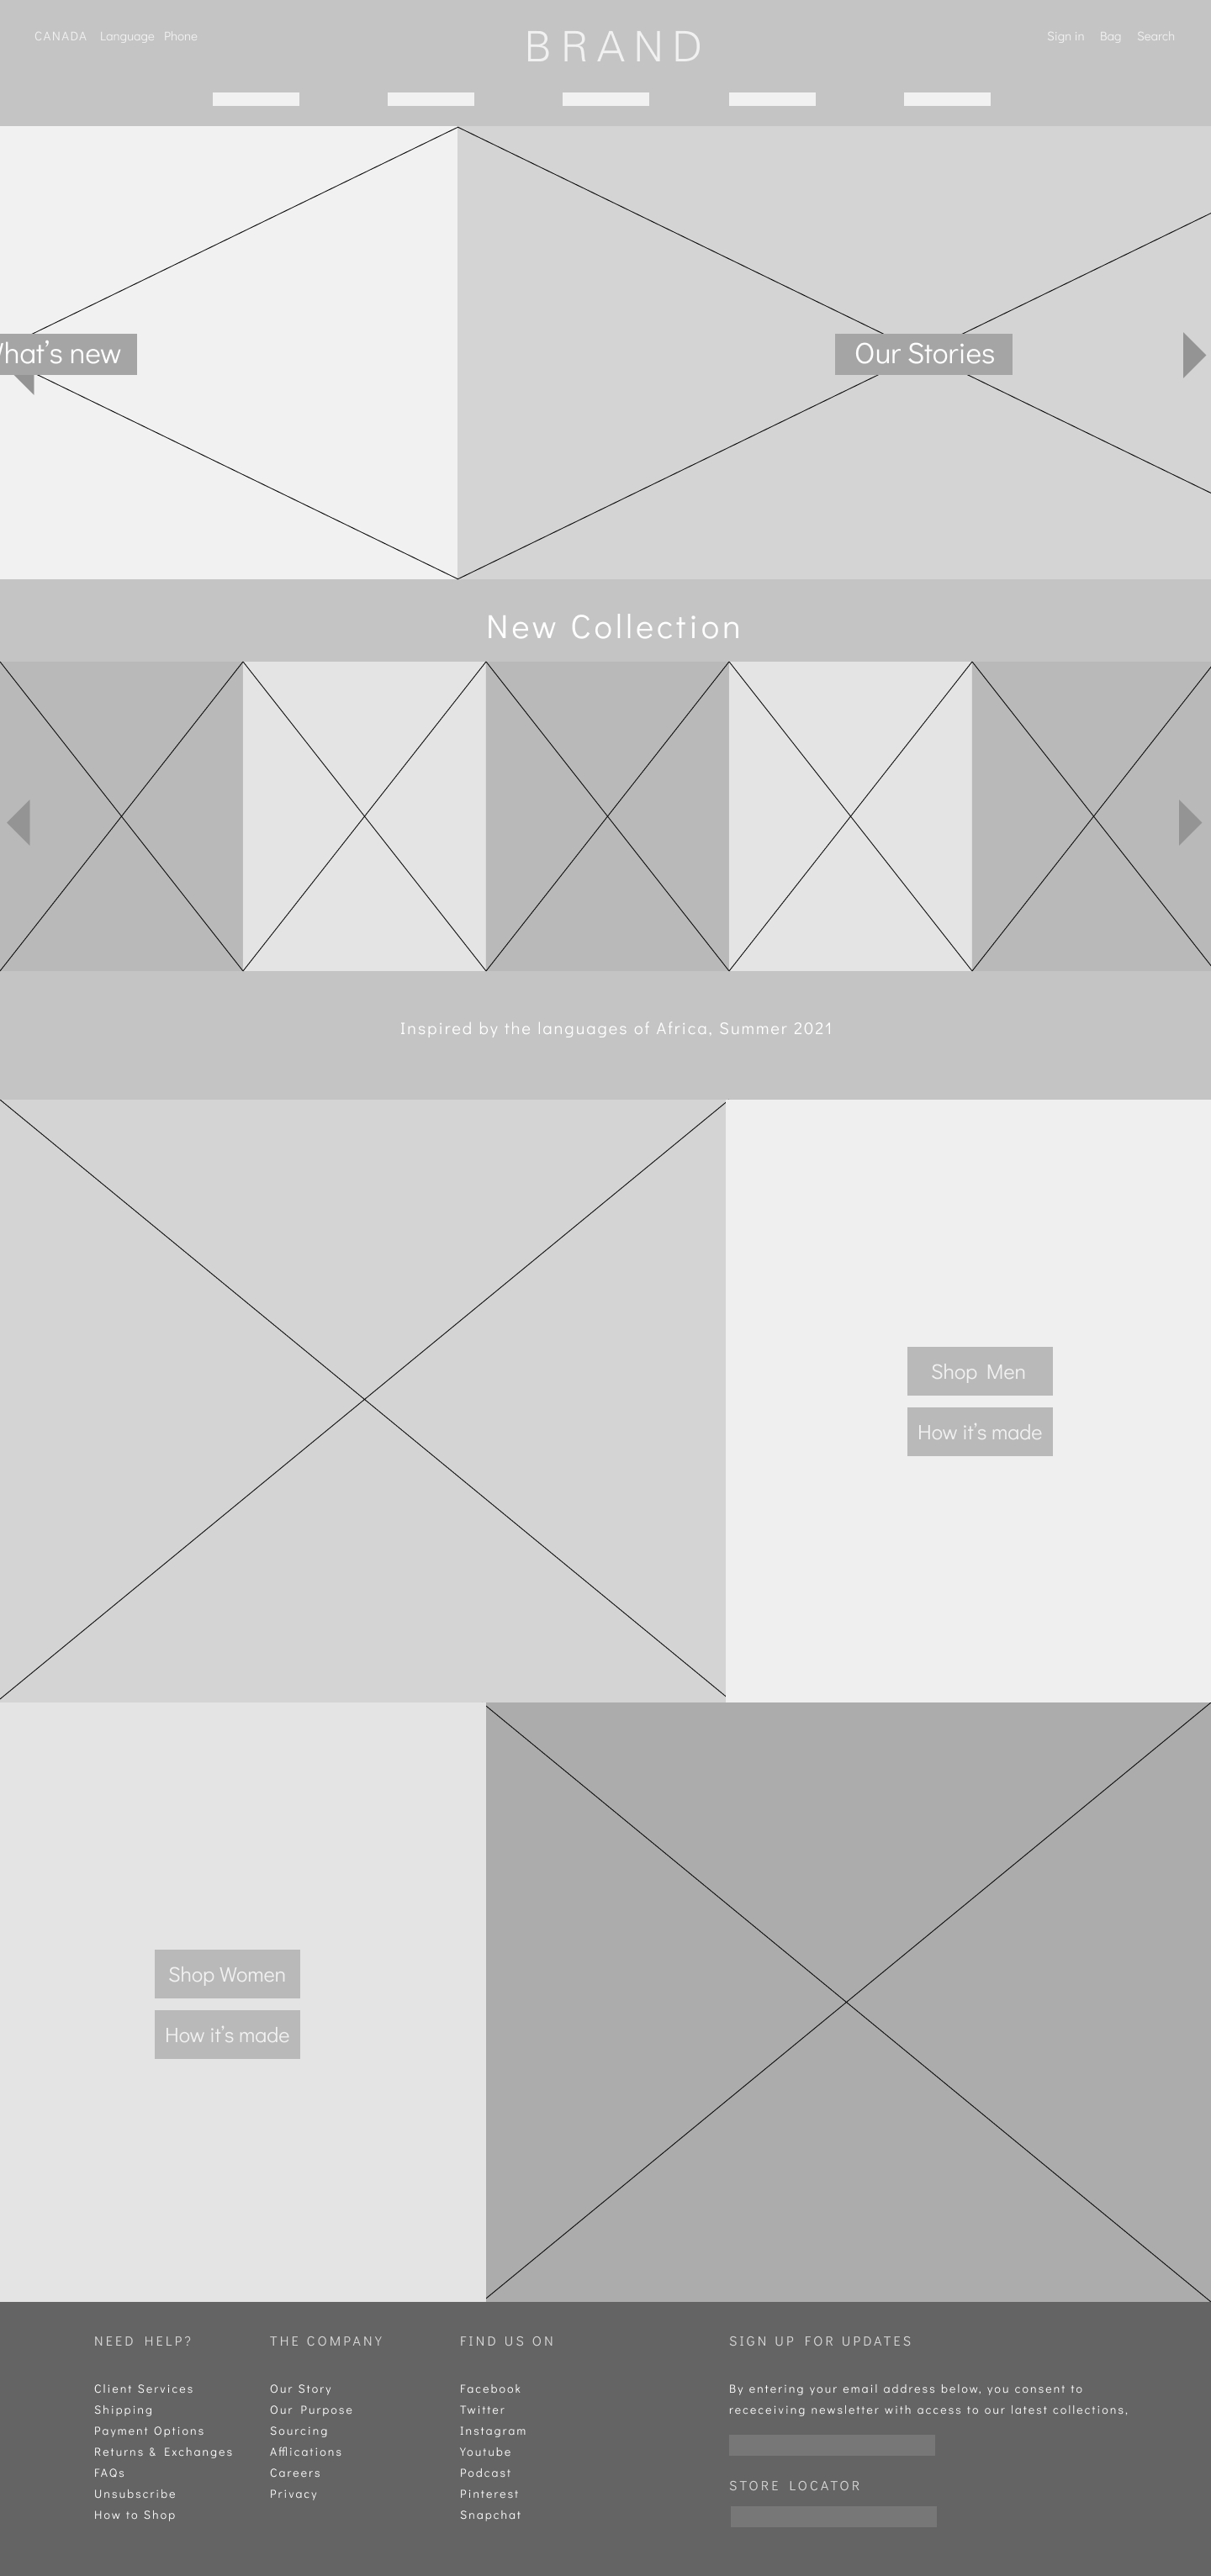 CANADA Language Phone
BRAND
Sign in Bag Search
What's new
Our Stories
New Collection
Inspired by the languages of Africa, Summer 2021
Shop Men
How it's made
Shop Women
How it's made
NEED HELP?
Client Services
Shipping
Payment Options
Returns & Exchanges
FAQs
Unsubscribe
How to Shop
THE COMPANY
Our Story
Our Purpose
Sourcing
Afflications
Careers
Privacy
FIND US ON
Facebook
Twitter
Instagram
Youtube
Podcast
Pinterest
Snapchat
SIGN UP FOR UPDATES
By entering your email address below, you consent to
receceiving newsletter with access to our latest collections,
STORE LOCATOR